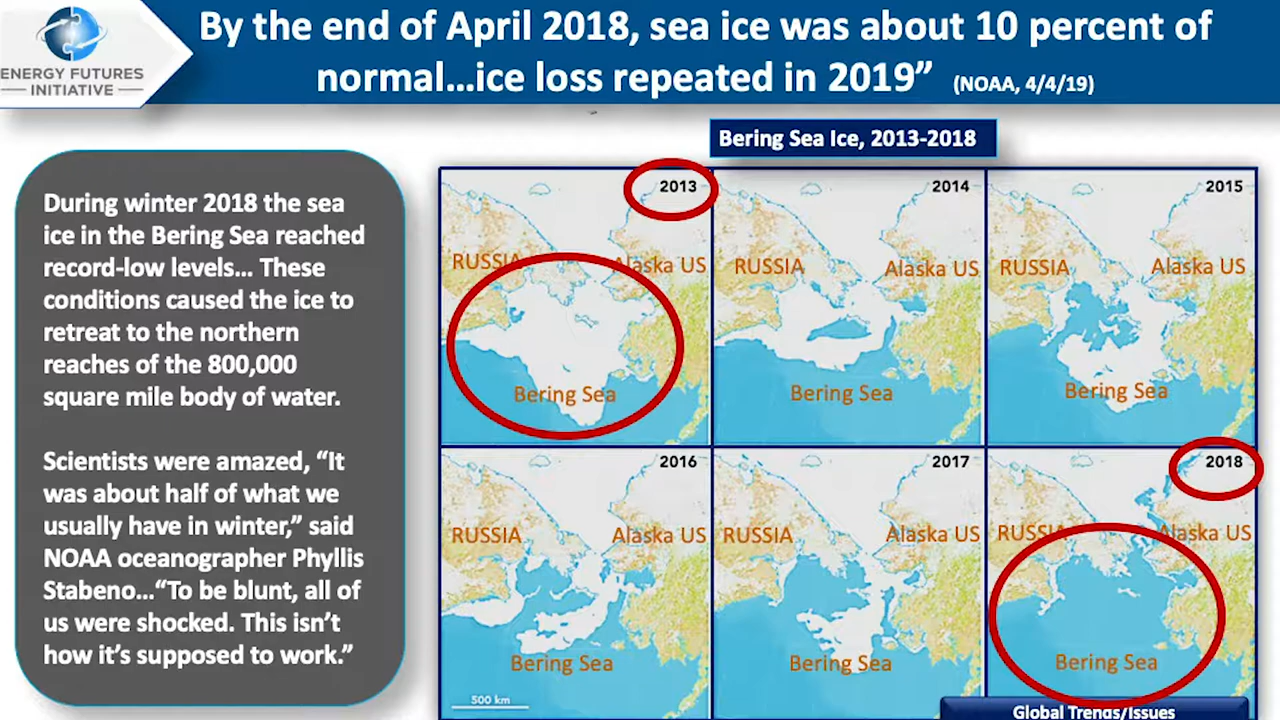 ENERGY FUTURES
INITIATIVE
By the end of April 2018, sea ice was about 10 percent of
normal…ice loss repeated in 2019” (NOAA, 4/4/19)
During winter 2018 the sea
ice in the Bering Sea reached
record-low levels… These
conditions caused the ice to
retreat to the northern
reaches of the 800,000
square mile body of water.
Scientists were amazed, “It
was about half of what we
usually have in winter,” said
NOAA oceanographer Phyllis
Stabeno…“To be blunt, all of
us were shocked. This isn’t
how it’s supposed to work.”
Bering Sea Ice, 2013-2018
2013
RUSSIA
Alaska US
Bering Sea
2014
RUSSIA
Alaska US
Bering Sea
2015
RUSSIA
Alaska US
Bering Sea
2016
RUSSIA
Alaska US
Bering Sea
500 km
2017
RUSSIA
Alaska US
Bering Sea
2018
RUSSIA
Alaska US
Bering Sea
Global Trends/Issues